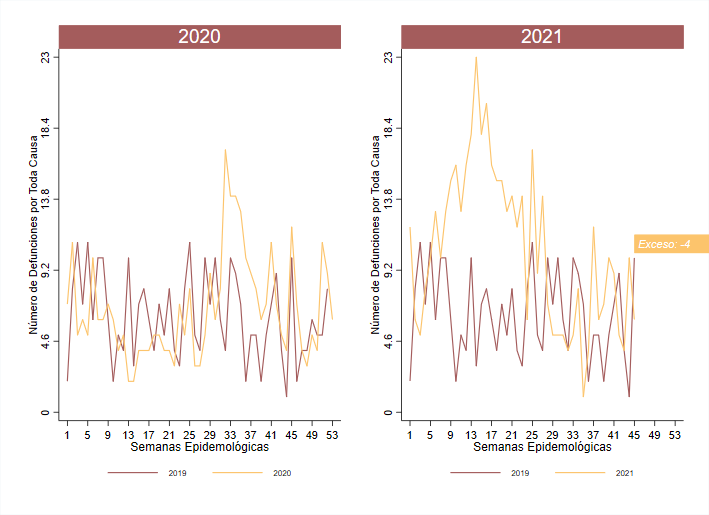 2020
Número de Defunciones por Toda Causa
23
18.4
13.8
9.2
4.6
0
1 5 9 13 17 21 25 29 33 37 41 45 49 53
Semanas Epidemológicas
2019 2020
2021
Número de Defunciones por Toda Causa
23
18.4
13.8
9.2
4.6
0
Exceso: -4
1 5 9 13 17 21 25 29 33 37 41 45 49 53
Semanas Epidemológicas
2019 2021